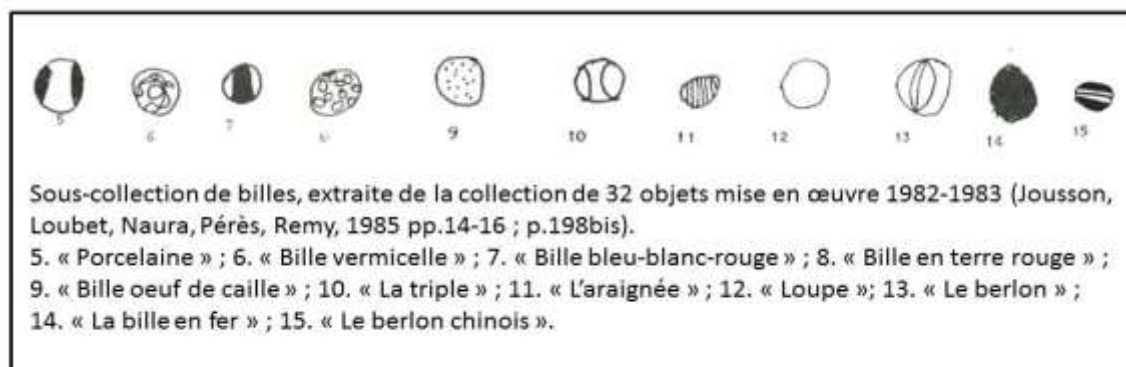 5 6 7 8 9 10 11 12 13 14 15
Sous-collection de billes, extraite de la collection de 32 objets mise en œuvre 1982-1983 (Jousson,
Loubet, Naura, Pérès, Remy, 1985 pp.14-16 ; p.198bis).
5. « Porcelaine » ; 6. « Bille vermicelle » ; 7. « Bille bleu-blanc-rouge » ; 8. « Bille en terre rouge » ;
9. « Bille oeuf de caille » ; 10. « La triple » ; 11. « L’araignée » ; 12. « Loupe »; 13. « Le berlon » ;
14. « La bille en fer » ; 15. « Le berlon chinois ».